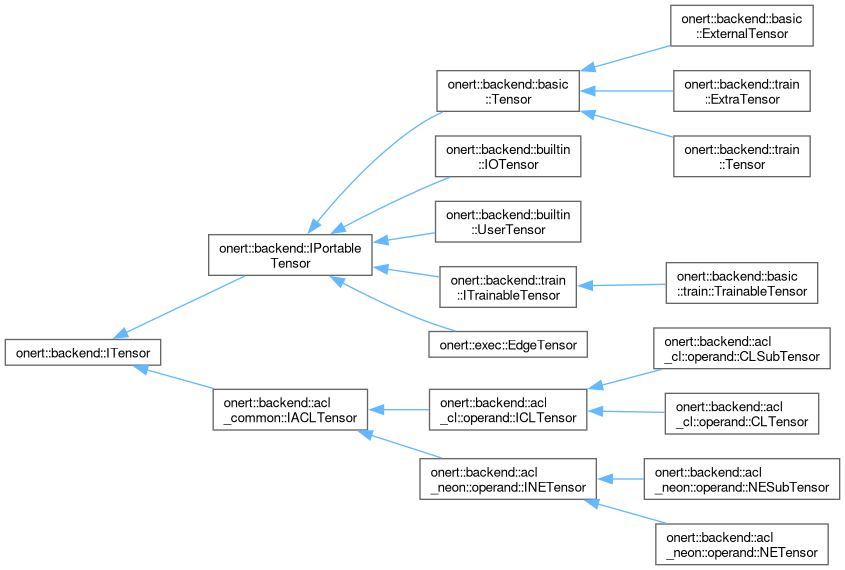 onert::backend::basic
::ExternalTensor
onert::backend::basic
::Tensor
onert::backend::train
::ExtraTensor
onert::backend::builtin
::IOTensor
onert::backend::train
::Tensor
onert::backend::builtin
::UserTensor
onert::backend::IPortable
Tensor
onert::backend::train
::ITrainableTensor
onert::backend::basic
::train::TrainableTensor
onert::exec::EdgeTensor
onert::backend::ITensor
onert::backend::acl
_cl::operand::CLSubTensor
onert::backend::acl
_common::IACLTensor
onert::backend::acl
_cl::operand::ICLTensor
onert::backend::acl
_cl::operand::CLTensor
onert::backend::acl
_neon::operand::INETensor
onert::backend::acl
_neon::operand::NESubTensor
onert::backend::acl
_neon::operand::NETensor